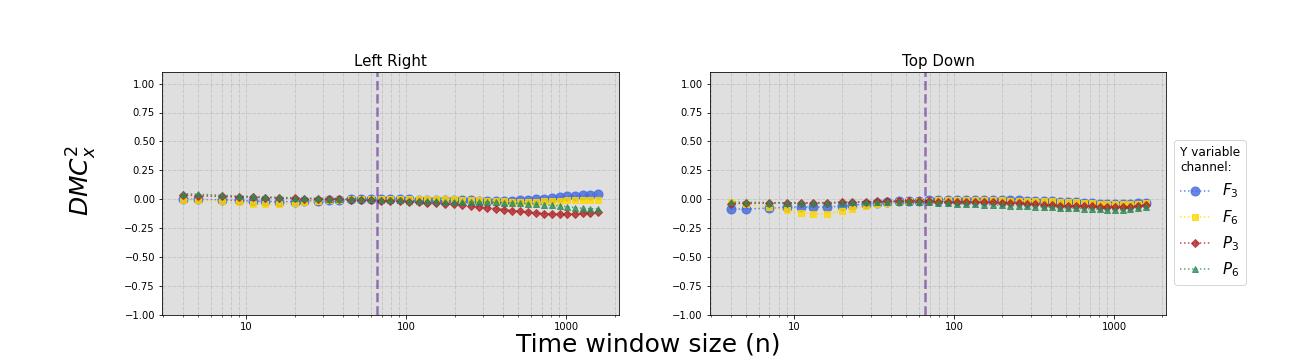 Left Right
Top Down
1.00
0.75
0.50
0.25
0.00
−0.25
−0.50
−0.75
−1.00
10
100
1000
1.00
0.75
0.50
0.25
0.00
−0.25
−0.50
−0.75
−1.00
10
100
1000
DMC²ₓ
Time window size (n)
Y variable
channel:
F₃
F₆
P₃
P₆